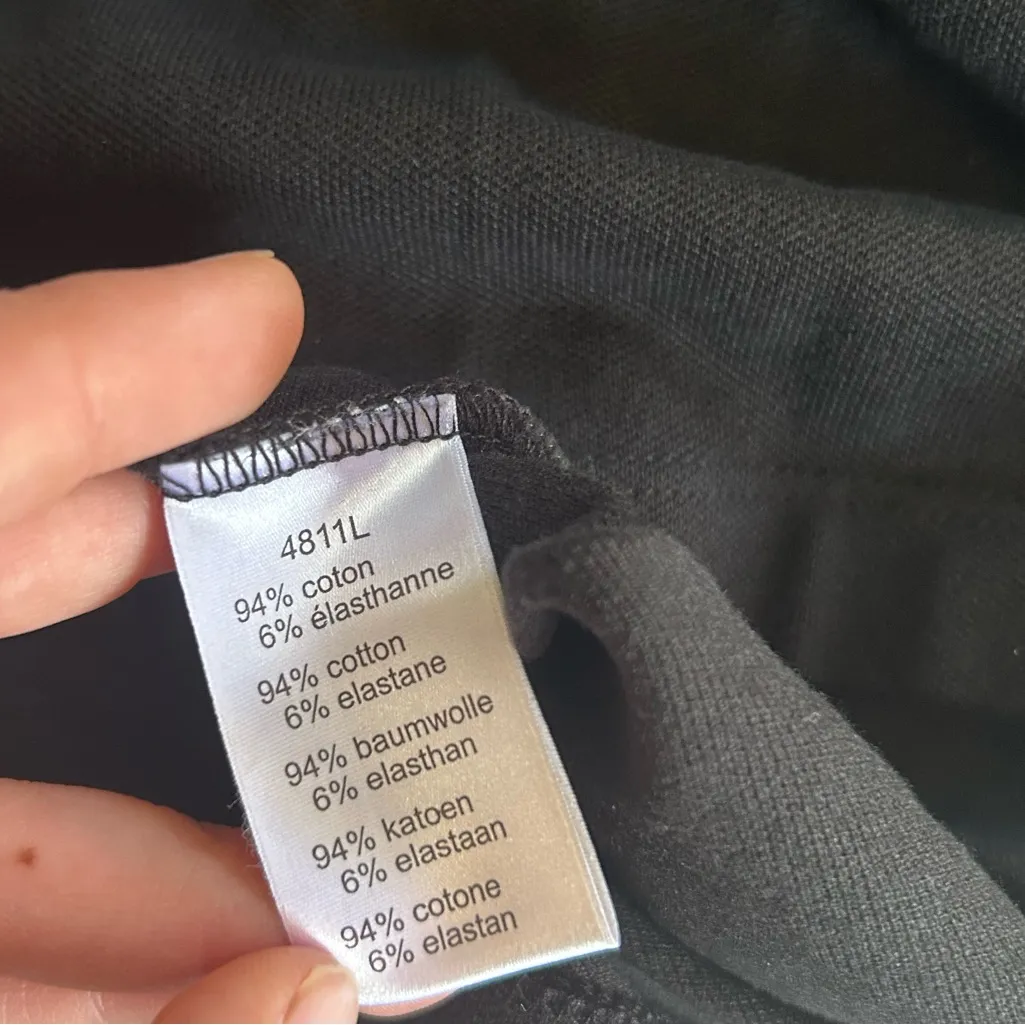 4811L
94% coton
6% élasthanne
94% cotton
6% elastane
94% baumwolle
6% elasthan
94% katoen
6% elastaan
94% cotone
6% elastan